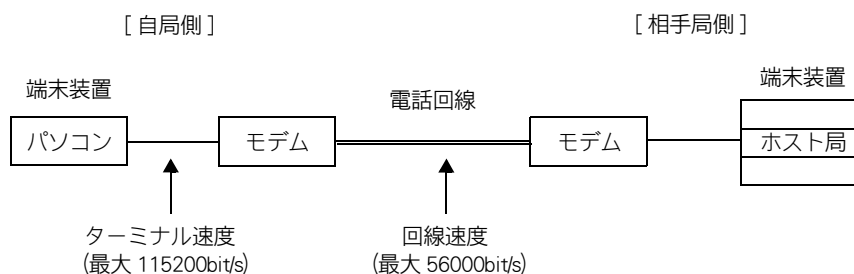 [ 自局側 ]
[ 相手局側 ]
端末装置
電話回線
端末装置
パソコン
モデム
モデム
ホスト局
ターミナル速度
(最大 115200bit/s)
回線速度
(最大 56000bit/s)